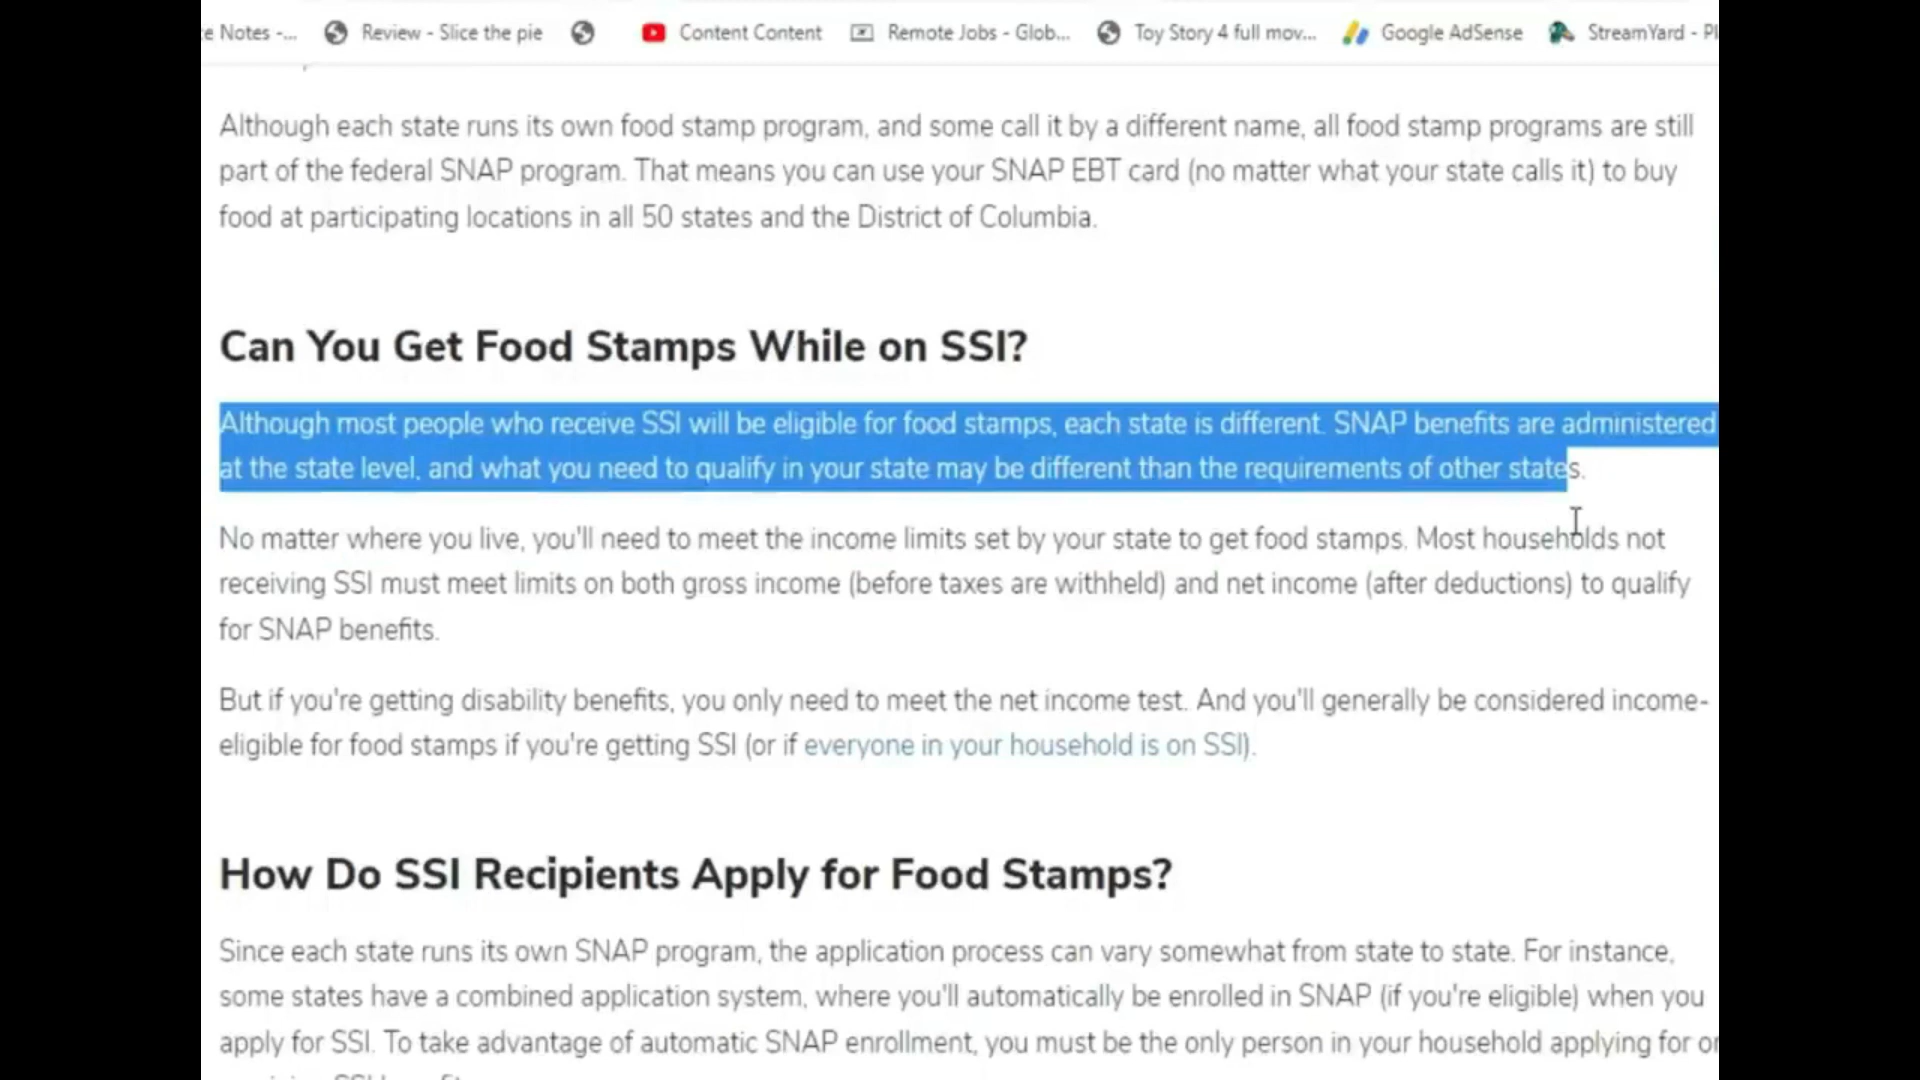 e Notes -... Review - Slice the pie Content Content Remote Jobs - Glob... Toy Story 4 full mov... Google AdSense StreamYard - Pl
Although each state runs its own food stamp program, and some call it by a different name, all food stamp programs are still
part of the federal SNAP program. That means you can use your SNAP EBT card (no matter what your state calls it) to buy
food at participating locations in all 50 states and the District of Columbia.
Can You Get Food Stamps While on SSI?
Although most people who receive SSI will be eligible for food stamps, each state is different. SNAP benefits are administered
at the state level, and what you need to qualify in your state may be different than the requirements of other states.
No matter where you live, you'll need to meet the income limits set by your state to get food stamps. Most households not
receiving SSI must meet limits on both gross income (before taxes are withheld) and net income (after deductions) to qualify
for SNAP benefits.
But if you're getting disability benefits, you only need to meet the net income test. And you'll generally be considered income-
eligible for food stamps if you're getting SSI (or if everyone in your household is on SSI).
How Do SSI Recipients Apply for Food Stamps?
Since each state runs its own SNAP program, the application process can vary somewhat from state to state. For instance,
some states have a combined application system, where you'll automatically be enrolled in SNAP (if you're eligible) when you
apply for SSI. To take advantage of automatic SNAP enrollment, you must be the only person in your household applying for or